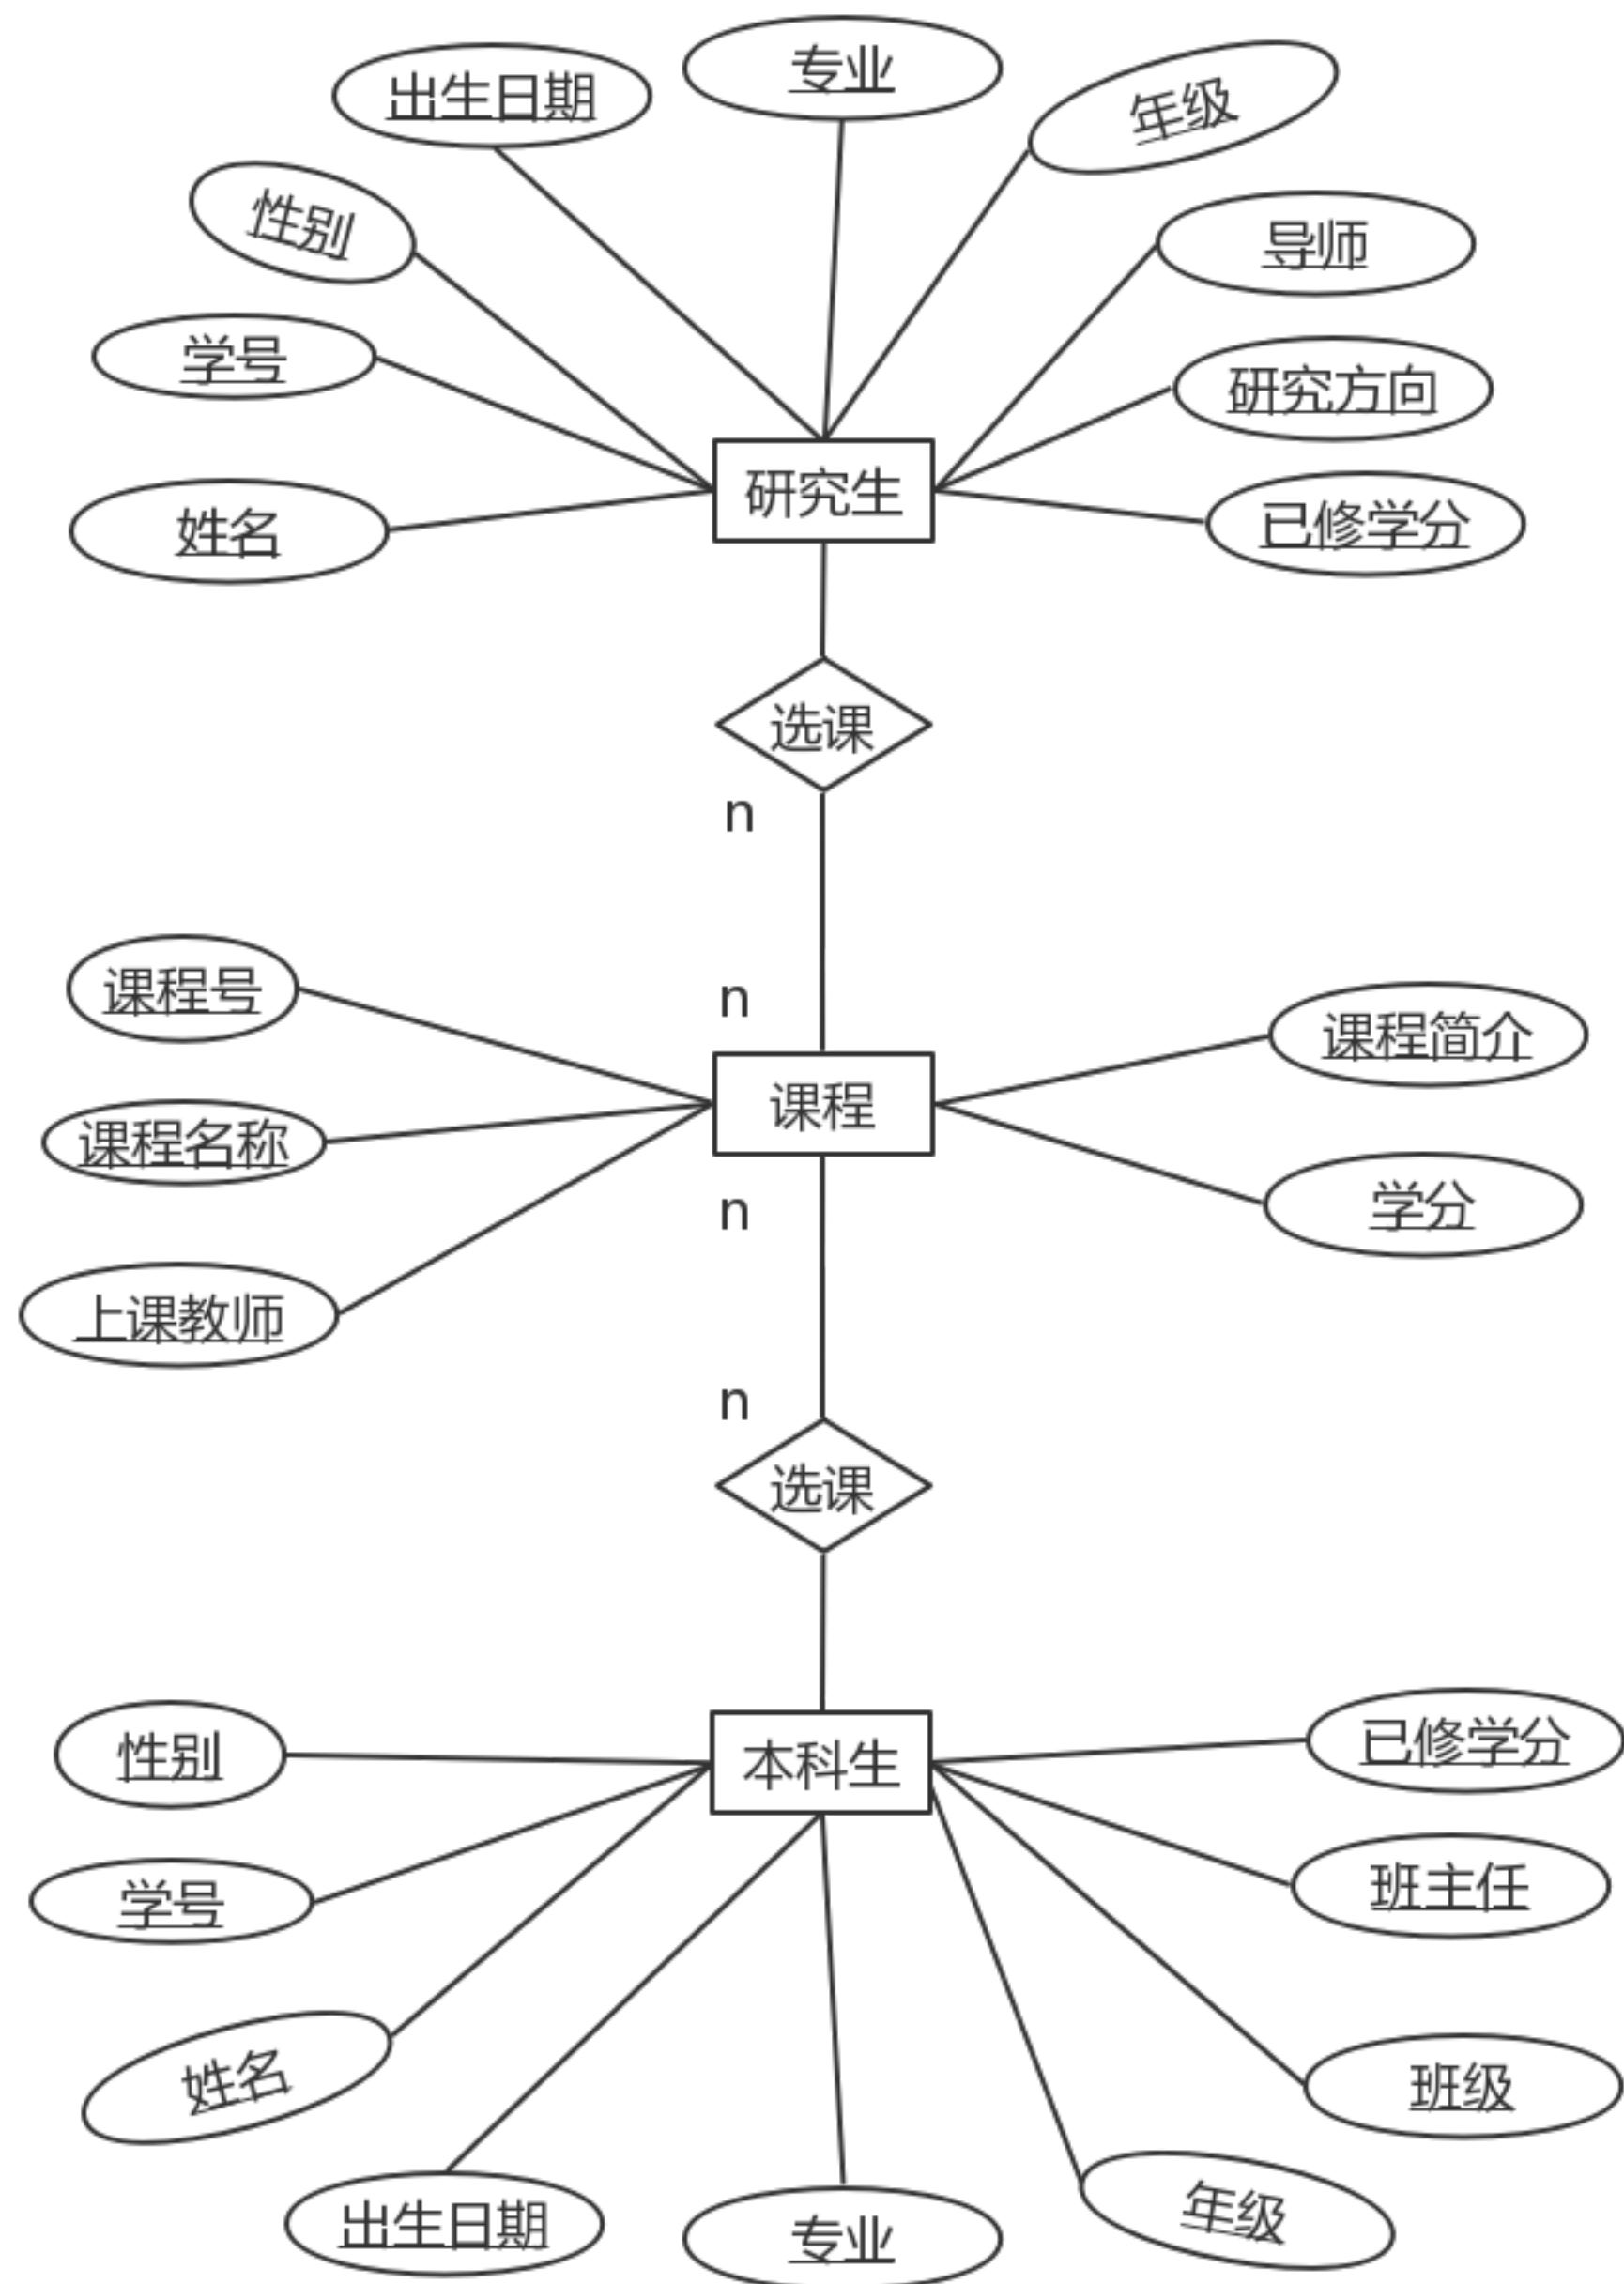 专业
出生日期
年级
性别
导师
学号
研究方向
研究生
姓名
已修学分
选课
n
课程号
n
课程简介
课程
课程名称
n
学分
上课教师
n
选课
已修学分
性别
本科生
班主任
学号
姓名
班级
年级
出生日期
专业